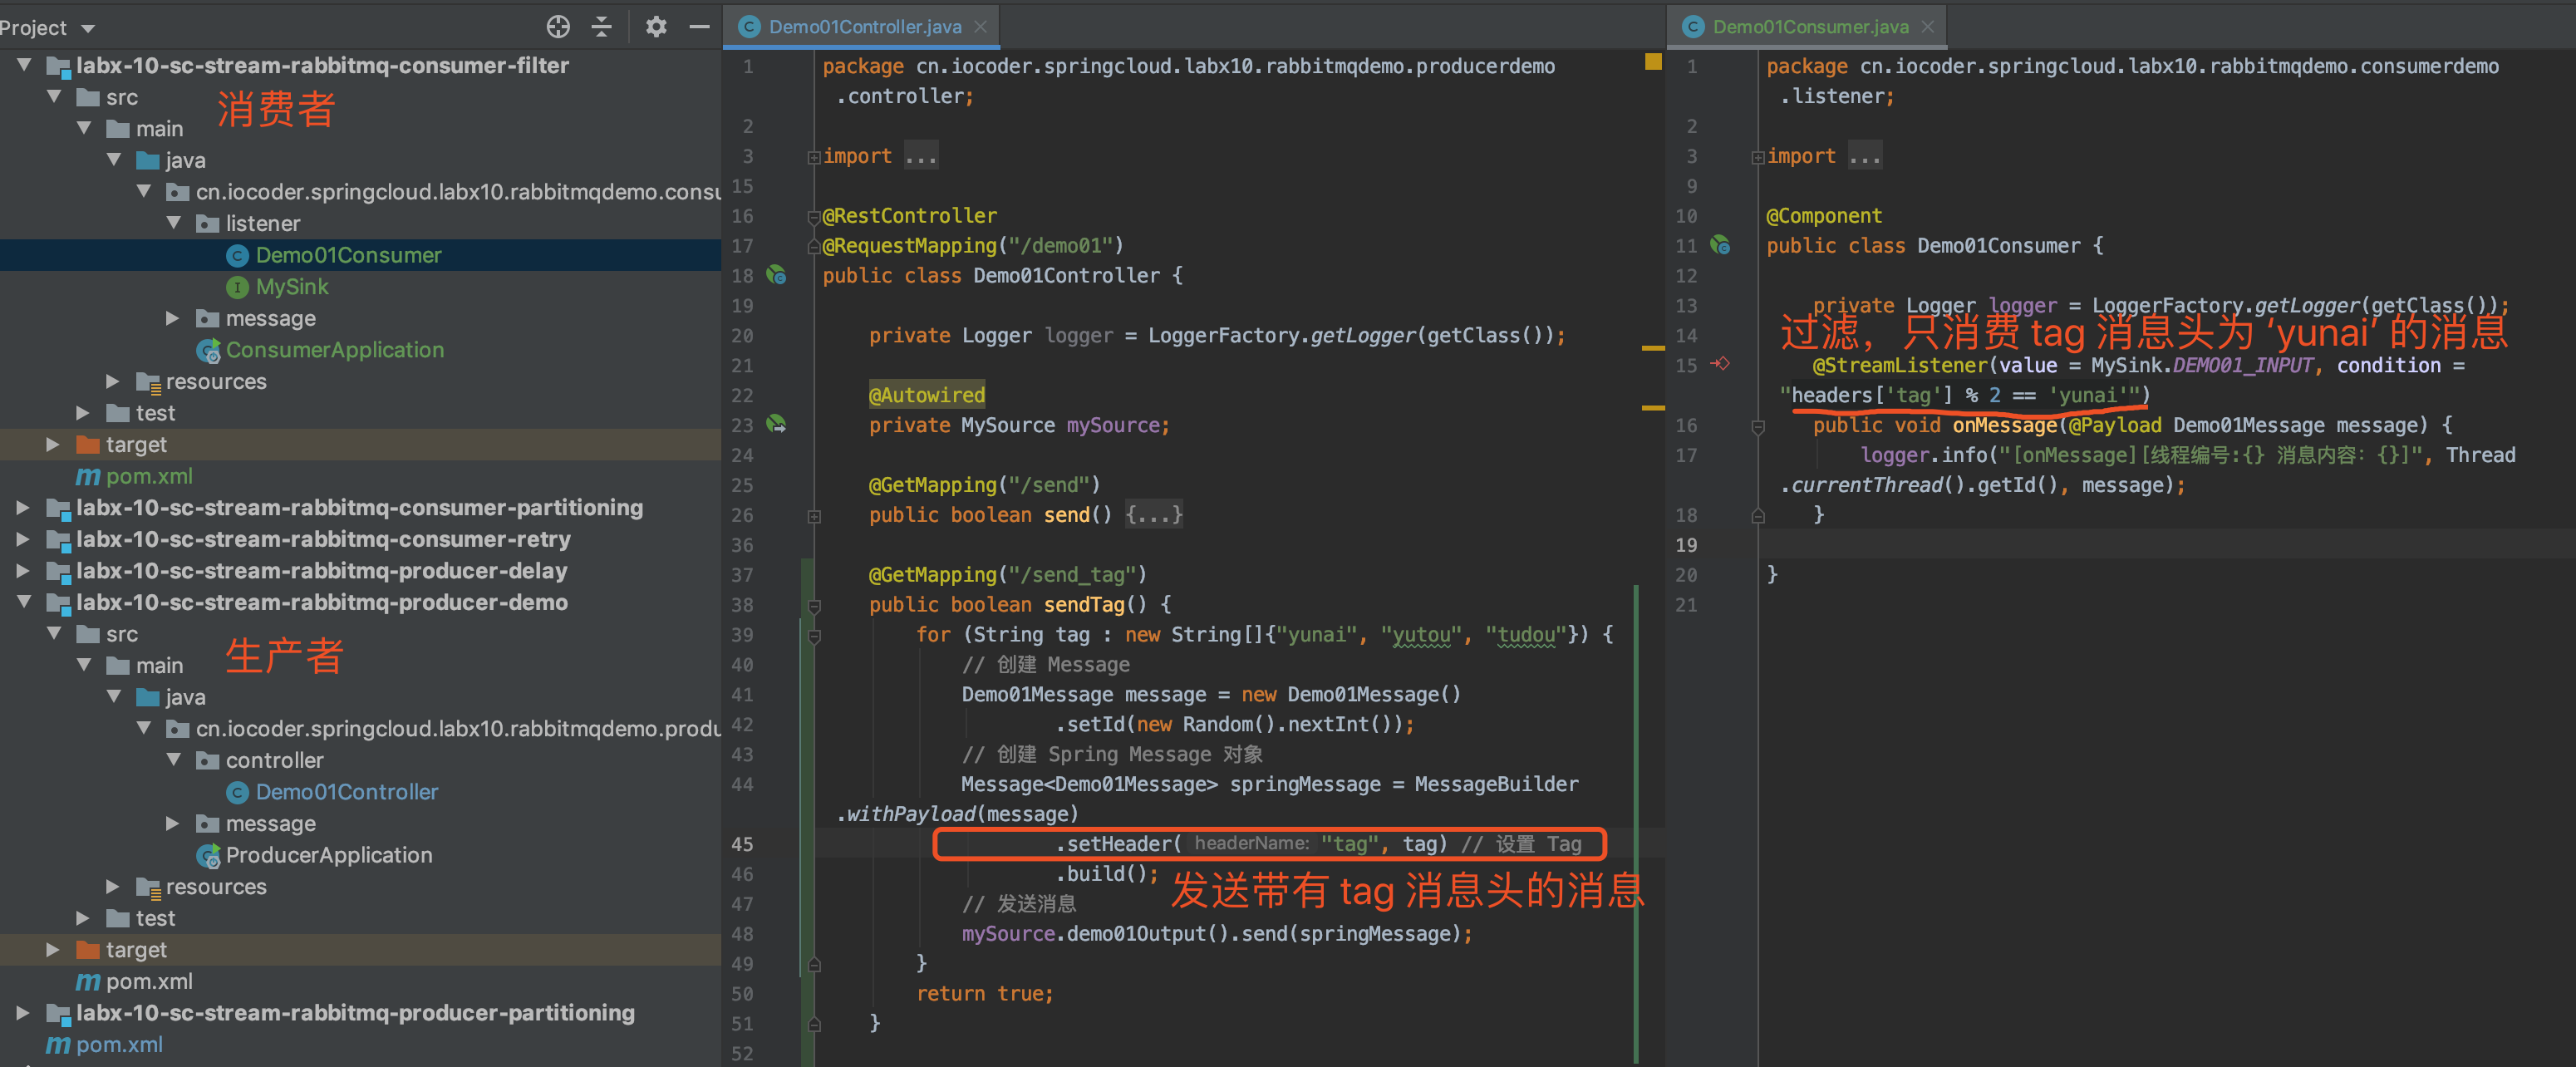 Project
labx-10-sc-stream-rabbitmq-consumer-filter
src
消费者
main
java
cn.iocoder.springcloud.labx10.rabbitmqdemo.consu
listener
Demo01Consumer
MySink
message
ConsumerApplication
resources
test
target
pom.xml
labx-10-sc-stream-rabbitmq-consumer-partitioning
labx-10-sc-stream-rabbitmq-consumer-retry
labx-10-sc-stream-rabbitmq-producer-delay
labx-10-sc-stream-rabbitmq-producer-demo
src
生产者
main
java
cn.iocoder.springcloud.labx10.rabbitmqdemo.produ
controller
Demo01Controller
message
ProducerApplication
resources
test
target
pom.xml
labx-10-sc-stream-rabbitmq-producer-partitioning
pom.xml
Demo01Controller.java
1 package cn.iocoder.springcloud.labx10.rabbitmqdemo.producerdemo
.controller;
2
3 import ...
15
16 @RestController
17 @RequestMapping("/demo01")
18 public class Demo01Controller {
19
20 private Logger logger = LoggerFactory.getLogger(getClass());
21
22 @Autowired
23 private MySource mySource;
24
25 @GetMapping("/send")
26 public boolean send() {...}
36
37 @GetMapping("/send_tag")
38 public boolean sendTag() {
39 for (String tag : new String[]{"yunai", "yutou", "tudou"}) {
40 // 创建 Message
41 Demo01Message message = new Demo01Message()
42 .setId(new Random().nextInt());
43 // 创建 Spring Message 对象
44 Message<Demo01Message> springMessage = MessageBuilder
.withPayload(message)
45 .setHeader( headerName: "tag", tag) // 设置 Tag
46 .build();
发送带有 tag 消息头的消息
47 // 发送消息
48 mySource.demo01Output().send(springMessage);
49 }
50 return true;
51 }
52
Demo01Consumer.java
1 package cn.iocoder.springcloud.labx10.rabbitmqdemo.consumerdemo
.listener;
2
3 import ...
9
10 @Component
11 public class Demo01Consumer {
12
13 private Logger logger = LoggerFactory.getLogger(getClass());
14
过滤，只消费 tag 消息头为 ‘yunai’ 的消息
15 @StreamListener(value = MySink.DEMO01_INPUT, condition =
"headers['tag'] % 2 == 'yunai'")
16 public void onMessage(@Payload Demo01Message message) {
17 logger.info("[onMessage][线程编号:{} 消息内容：{}]", Thread
.currentThread().getId(), message);
18 }
19
20 }
21